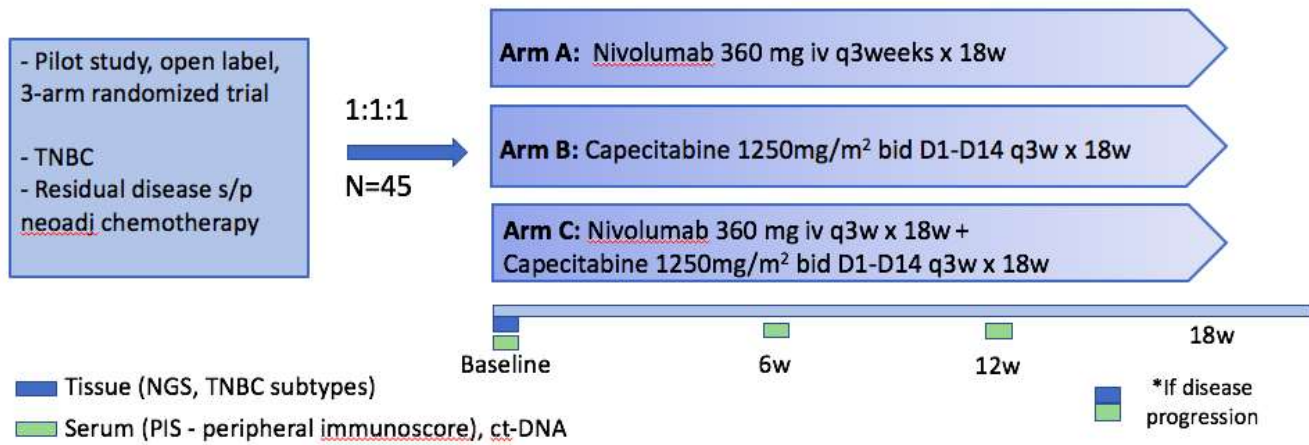 - Pilot study, open label,
3-arm randomized trial
- TNBC
- Residual disease s/p
neoadj chemotherapy
1:1:1
N=45
Arm A: Nivolumab 360 mg iv q3weeks x 18w
Arm B: Capecitabine 1250mg/m² bid D1-D14 q3w x 18w
Arm C: Nivolumab 360 mg iv q3w x 18w +
Capecitabine 1250mg/m² bid D1-D14 q3w x 18w
Baseline
6w
12w
18w
Tissue (NGS, TNBC subtypes)
Serum (PIS - peripheral immunoscore), ct-DNA
*If disease
progression